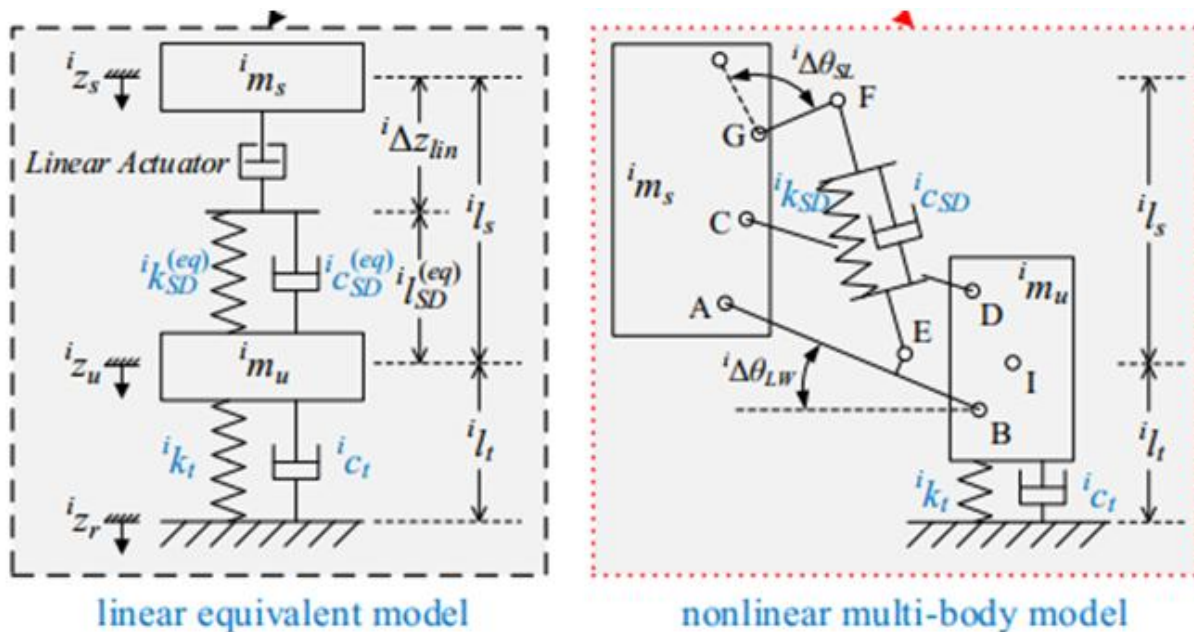 ⁱz_s
ⁱm_s
Linear Actuator
ⁱΔz_lin
ⁱl_s
ⁱk_SD^(eq)
ⁱc_SD^(eq)
ⁱl_SD^(eq)
ⁱz_u
ⁱm_u
ⁱk_t
ⁱc_t
ⁱl_t
ⁱz_r
linear equivalent model
ⁱΔθ_SL
F
G
ⁱm_s
ⁱk_SD
ⁱc_SD
ⁱl_s
C
A
D
ⁱm_u
E
I
ⁱΔθ_LW
B
ⁱl_t
ⁱk_t
ⁱc_t
nonlinear multi-body model